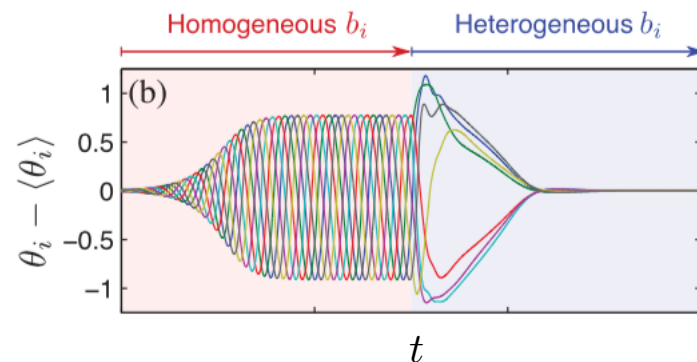 Homogeneous b_i Heterogeneous b_i
(b)
1
0.5
0
−0.5
−1
θ_i − ⟨θ_i⟩
t